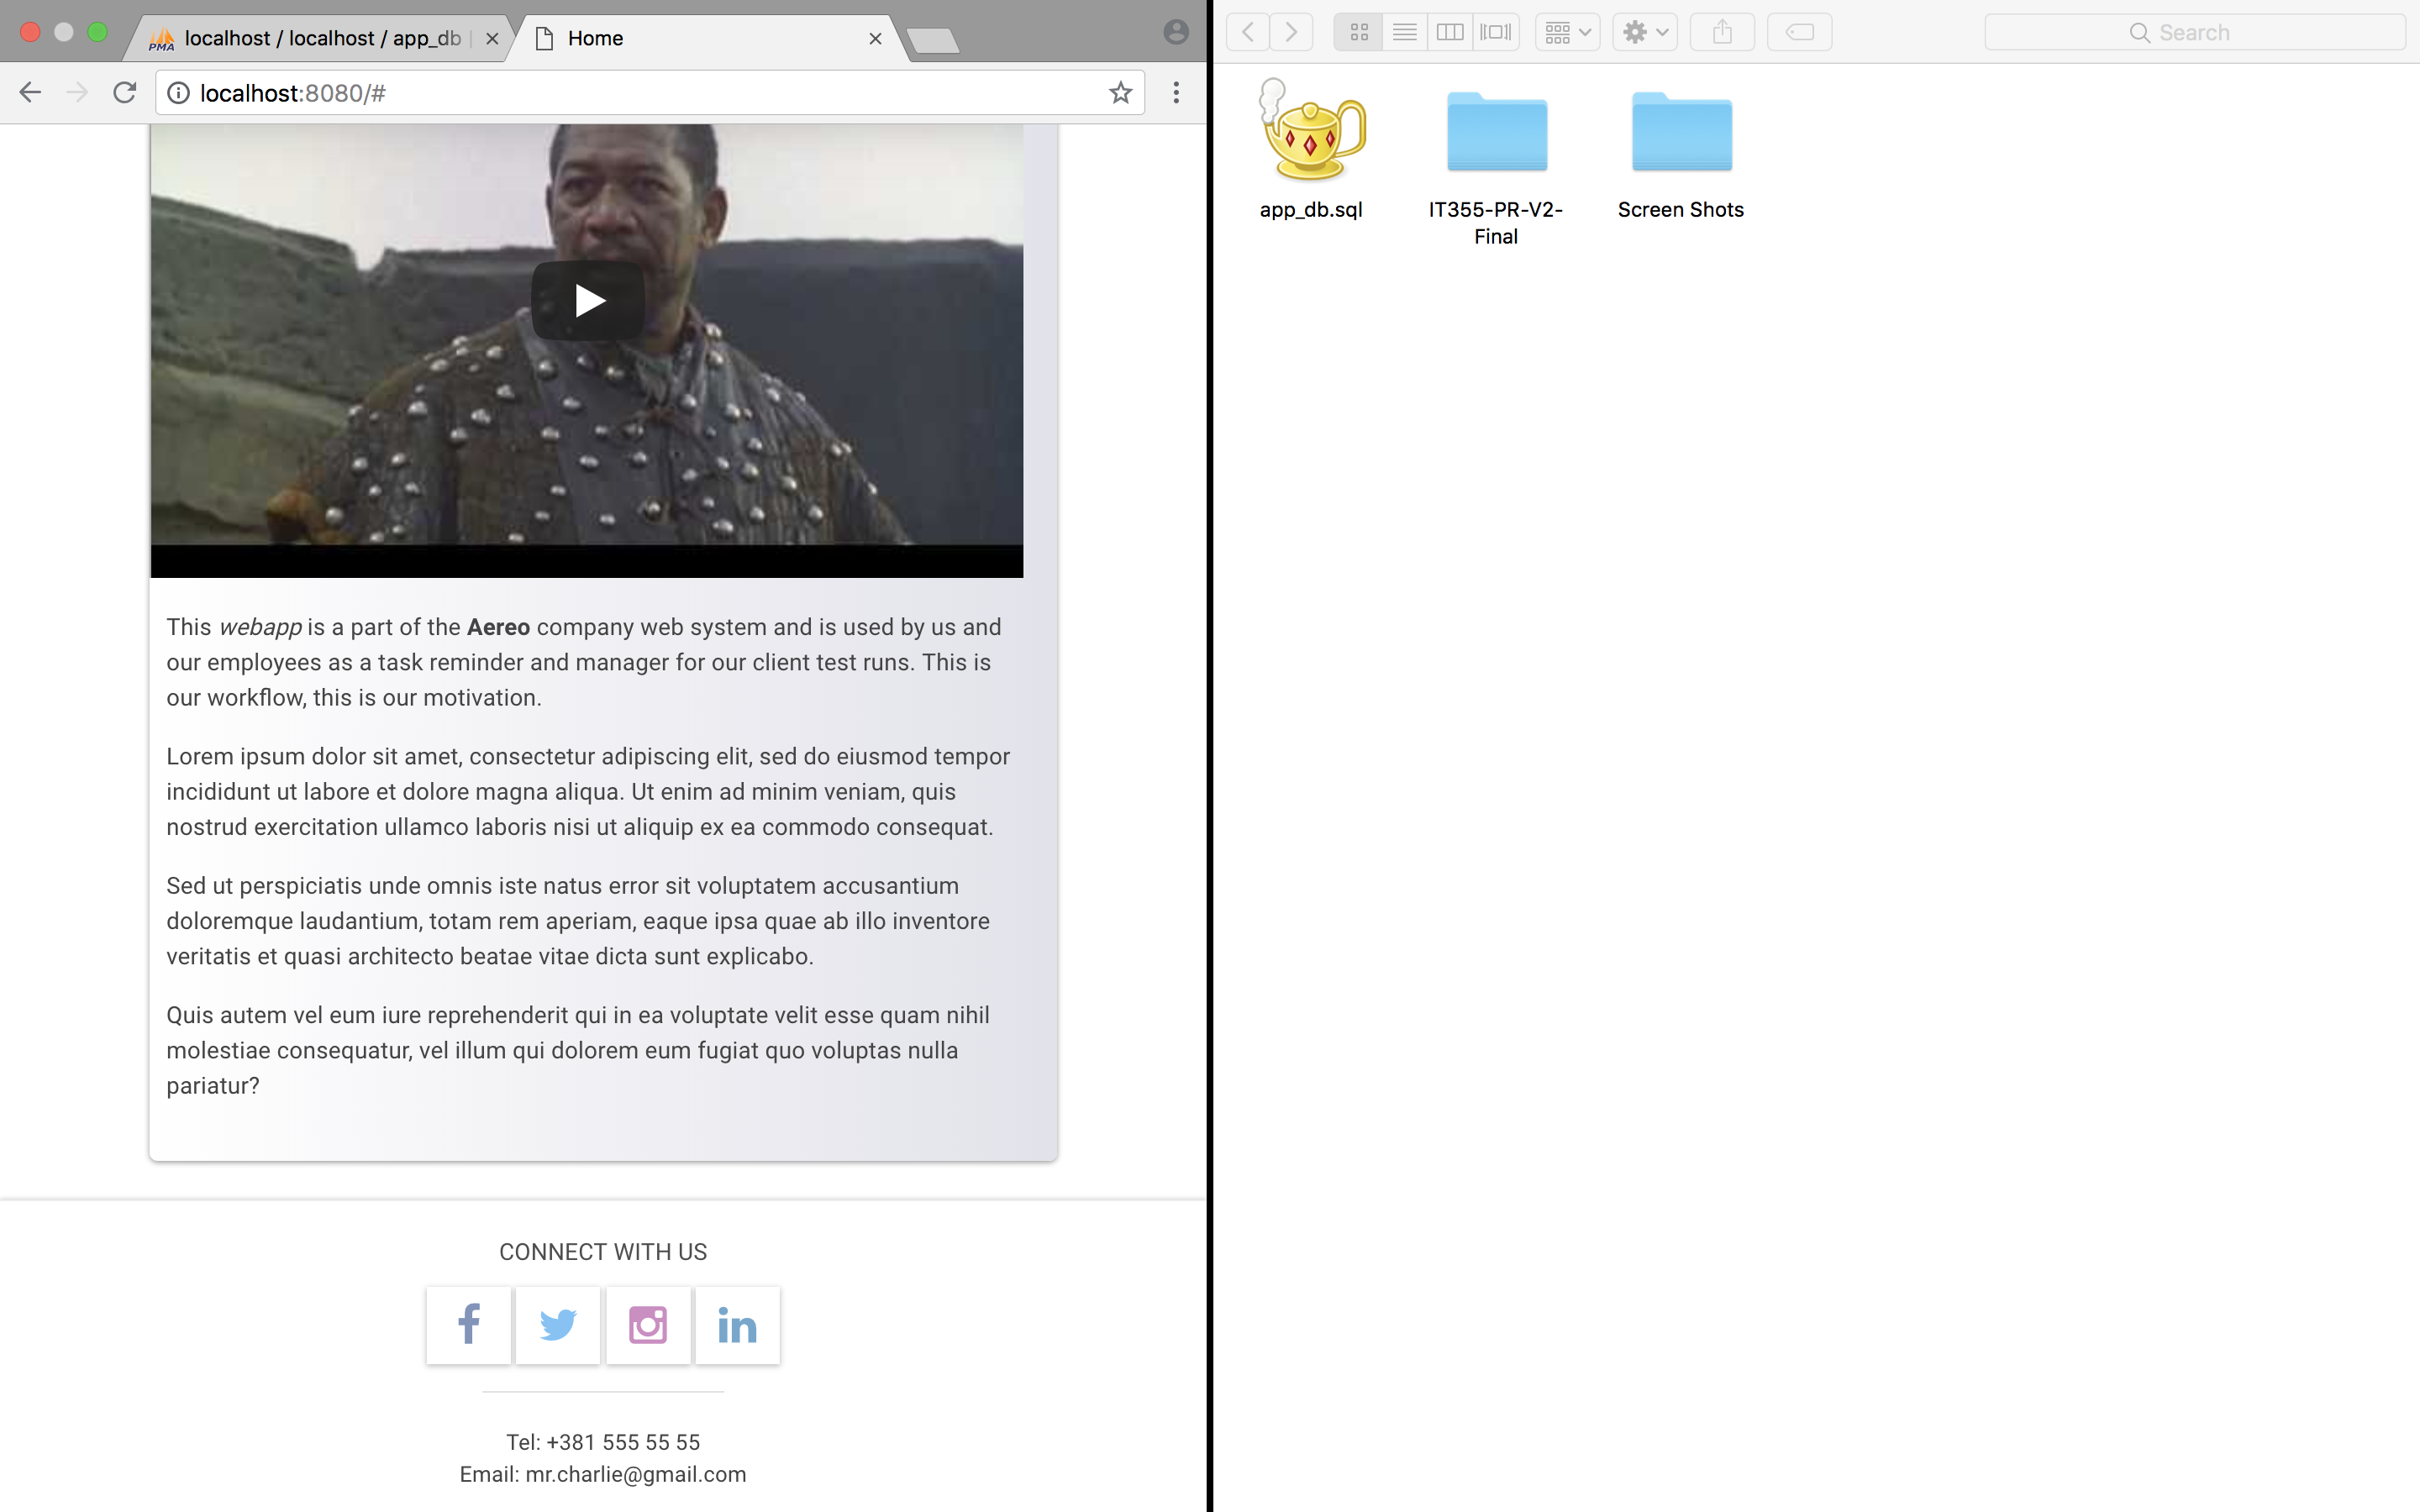 PMA localhost / localhost / app_db |
Home
localhost:8080/#
Search
app_db.sql
IT355-PR-V2-
Final
Screen Shots
This webapp is a part of the Aereo company web system and is used by us and
our employees as a task reminder and manager for our client test runs. This is
our workflow, this is our motivation.
Lorem ipsum dolor sit amet, consectetur adipiscing elit, sed do eiusmod tempor
incididunt ut labore et dolore magna aliqua. Ut enim ad minim veniam, quis
nostrud exercitation ullamco laboris nisi ut aliquip ex ea commodo consequat.
Sed ut perspiciatis unde omnis iste natus error sit voluptatem accusantium
doloremque laudantium, totam rem aperiam, eaque ipsa quae ab illo inventore
veritatis et quasi architecto beatae vitae dicta sunt explicabo.
Quis autem vel eum iure reprehenderit qui in ea voluptate velit esse quam nihil
molestiae consequatur, vel illum qui dolorem eum fugiat quo voluptas nulla
pariatur?
CONNECT WITH US
Tel: +381 555 55 55
Email: mr.charlie@gmail.com